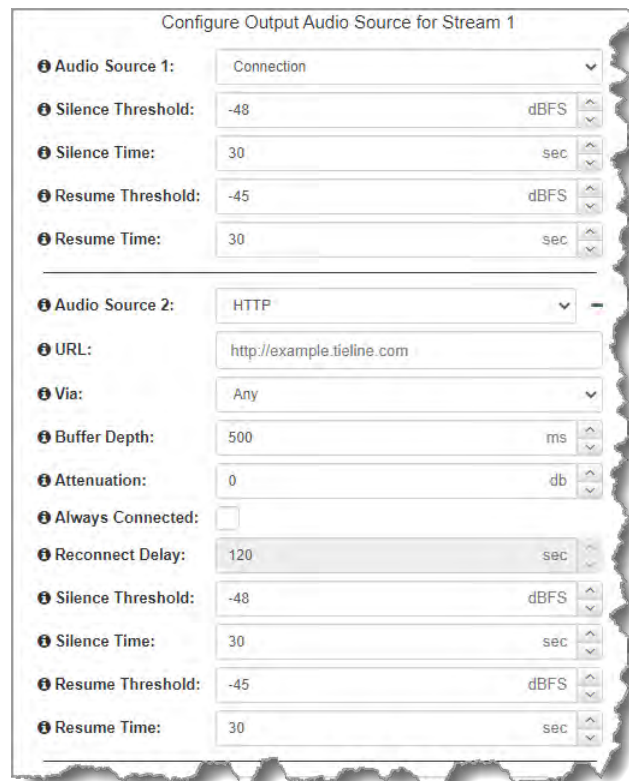 Configure Output Audio Source for Stream 1
Audio Source 1: Connection
Silence Threshold: -48 dBFS
Silence Time: 30 sec
Resume Threshold: -45 dBFS
Resume Time: 30 sec
Audio Source 2: HTTP
URL: http://example.tieline.com
Via: Any
Buffer Depth: 500 ms
Attenuation: 0 db
Always Connected:
Reconnect Delay: 120 sec
Silence Threshold: -48 dBFS
Silence Time: 30 sec
Resume Threshold: -45 dBFS
Resume Time: 30 sec